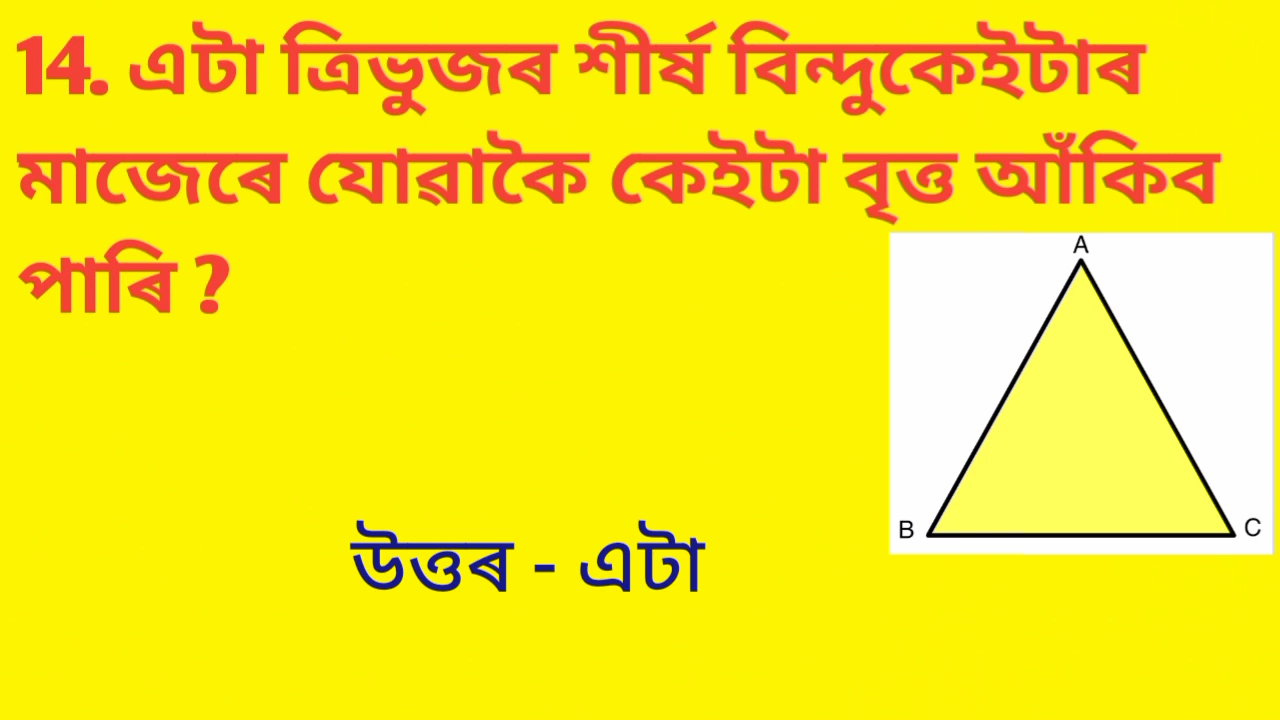 14. এটা ত্ৰিভুজৰ শীৰ্ষ বিন্দুকেইটাৰ
মাজেৰে যোৱাকৈ কেইটা বৃত্ত আঁকিব
পাৰি ?
A
B
C
উত্তৰ - এটা